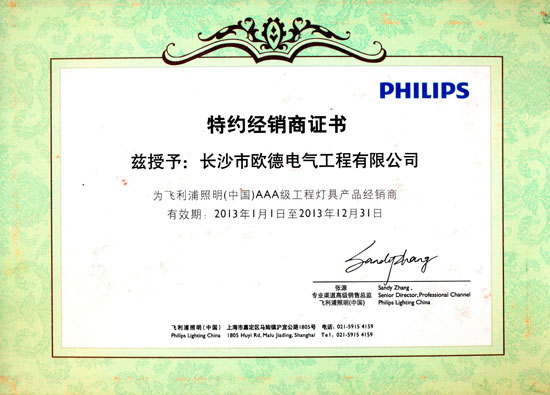 PHILIPS
特约经销商证书
兹授予：长沙市欧德电气工程有限公司
为飞利浦照明(中国)AAA级工程灯具产品经销商
有效期：2013年1月1日至2013年12月31日
Sandy Zhang
张源 Sandy Zhang
专业渠道高级销售总监 Senior Director, Professional Channel
飞利浦照明(中国) Philips Lighting China
飞利浦照明(中国) 上海市嘉定区马陆镇沪宜公路1805号 电话: 021-5915 4159
Philips Lighting China 1805 Huyi Rd, Malu Jiading, Shanghai Tel: 021-5915 4159